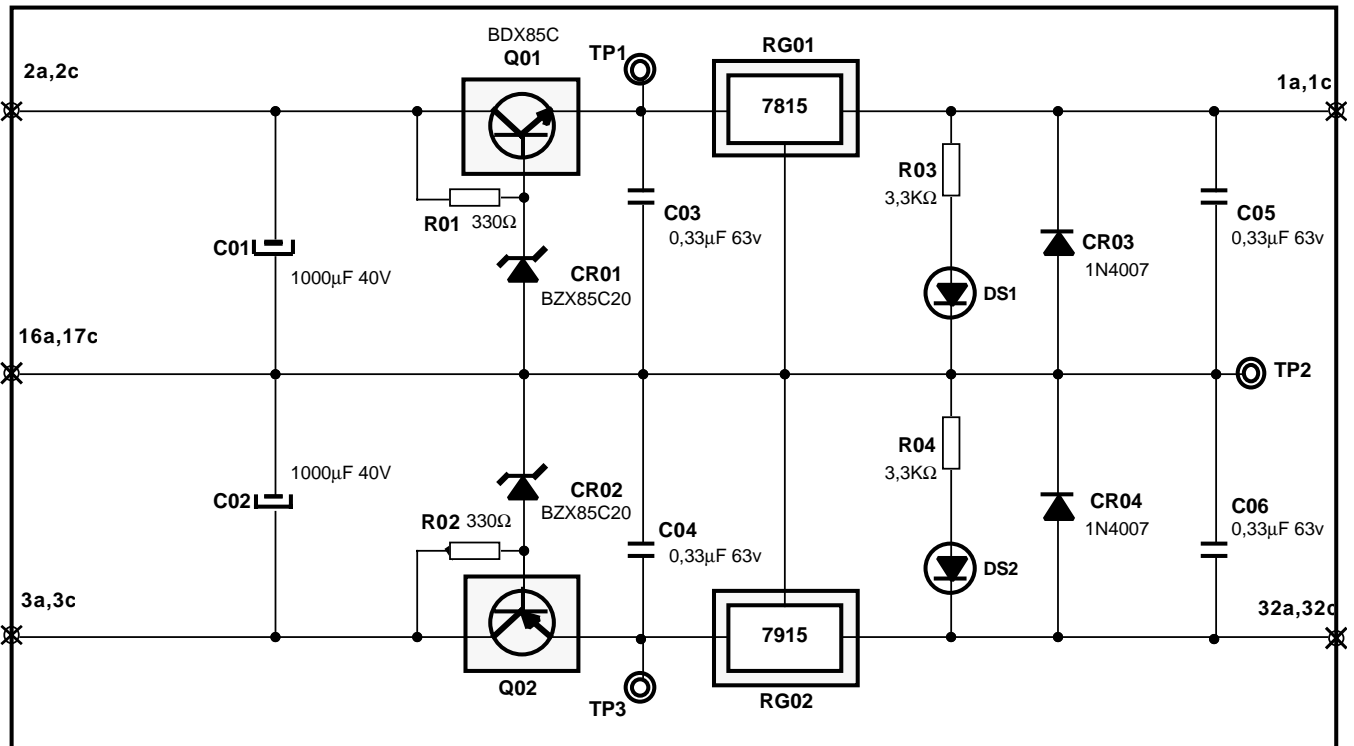 BDX85C
Q01
TP1
RG01
2a,2c
7815
1a,1c
R03
3,3KΩ
R01 330Ω
C03
0,33µF 63v
C05
0,33µF 63v
C01
1000µF 40V
CR01
BZX85C20
CR03
1N4007
DS1
16a,17c
TP2
R04
3,3KΩ
1000µF 40V
C02
CR02
BZX85C20
R02 330Ω
C04
0,33µF 63v
CR04
1N4007
C06
0,33µF 63v
DS2
3a,3c
7915
32a,32c
Q02
TP3
RG02